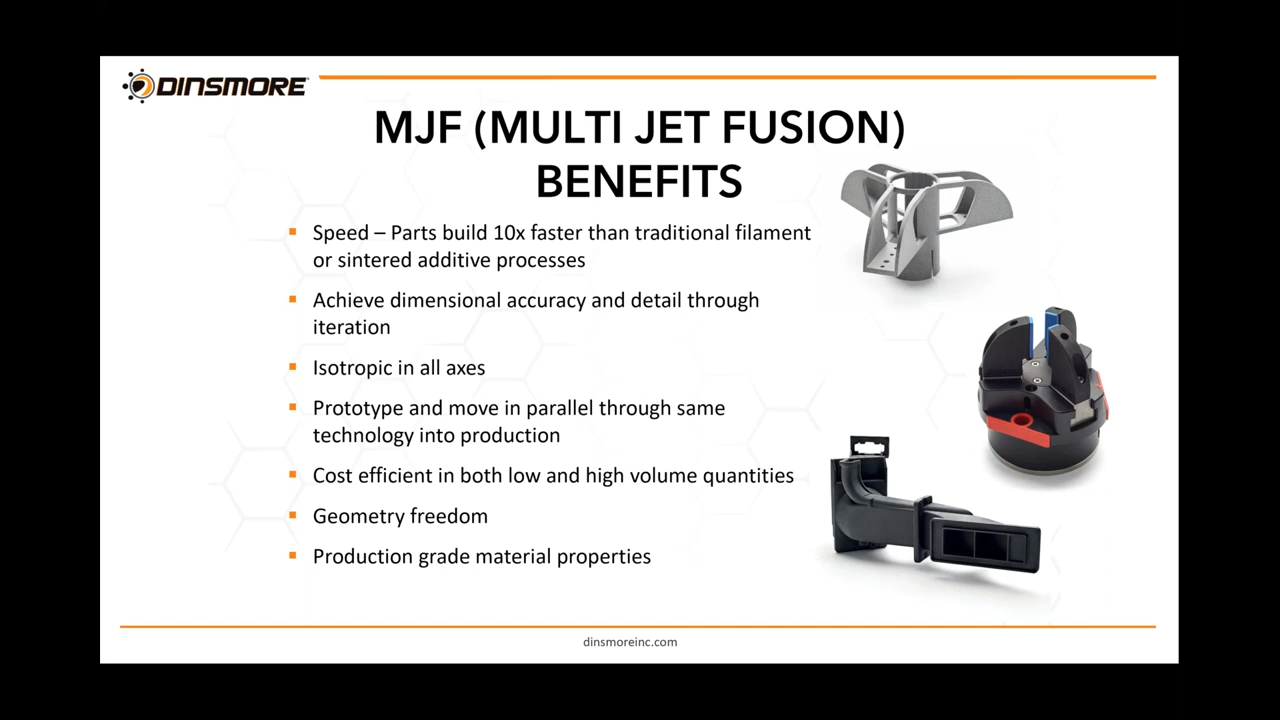 DINSMORE
MJF (MULTI JET FUSION)
BENEFITS
Speed – Parts build 10x faster than traditional filament
or sintered additive processes
Achieve dimensional accuracy and detail through
iteration
Isotropic in all axes
Prototype and move in parallel through same
technology into production
Cost efficient in both low and high volume quantities
Geometry freedom
Production grade material properties
dinsmoreinc.com